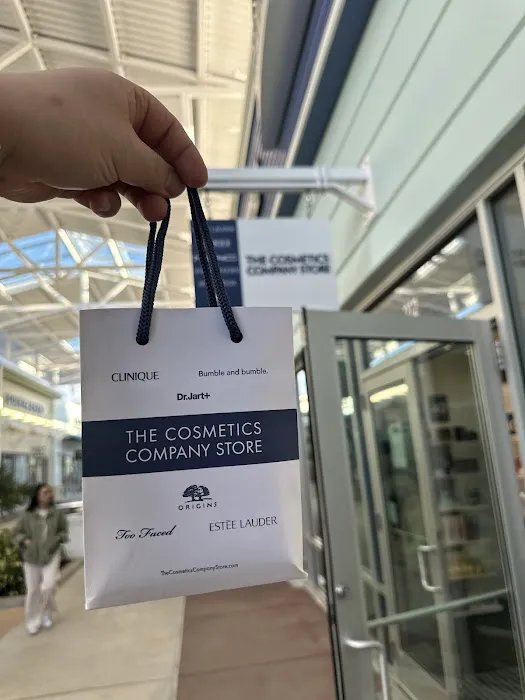 THE COSMETICS
COMPANY STORE
CLINIQUE
Bumble and bumble.
Dr.Jart+
THE COSMETICS
COMPANY STORE
ORIGINS
Too Faced
ESTĒE LAUDER
TheCosmeticsCompanyStore.com